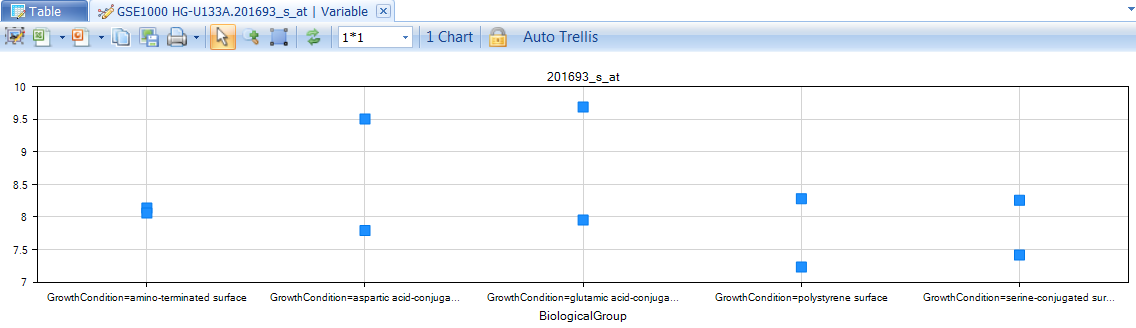 Table GSE1000 HG-U133A.201693_s_at | Variable
1*1 1 Chart Auto Trellis
201693_s_at
10
9.5
9
8.5
8
7.5
7
GrowthCondition=amino-terminated surface GrowthCondition=aspartic acid-conjuga... GrowthCondition=glutamic acid-conjuga... GrowthCondition=polystyrene surface GrowthCondition=serine-conjugated sur...
BiologicalGroup